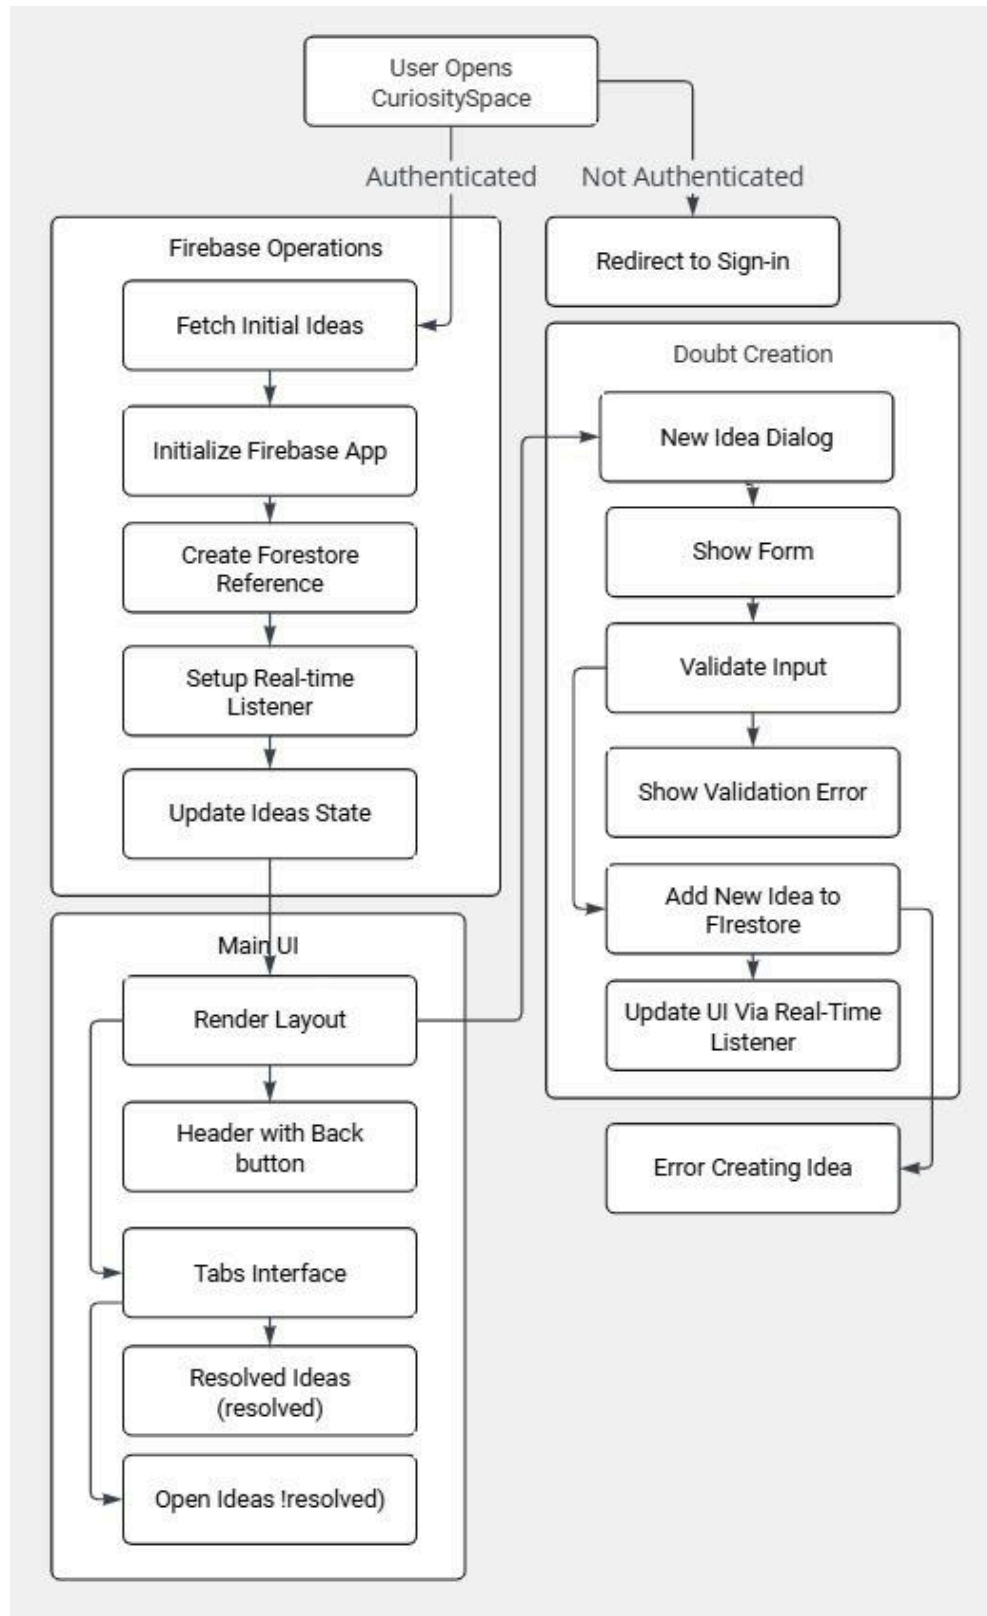 User Opens
CuriositySpace
Authenticated
Not Authenticated
Redirect to Sign-in
Firebase Operations
Fetch Initial Ideas
Initialize Firebase App
Create Forestore
Reference
Setup Real-time
Listener
Update Ideas State
Main UI
Render Layout
Header with Back
button
Tabs Interface
Resolved Ideas
(resolved)
Open Ideas !resolved)
Doubt Creation
New Idea Dialog
Show Form
Validate Input
Show Validation Error
Add New Idea to
FIrestore
Update UI Via Real-Time
Listener
Error Creating Idea